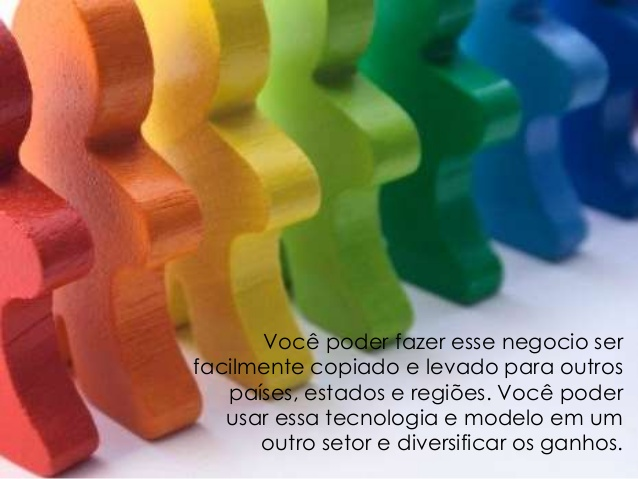 Você poder fazer esse negocio ser
facilmente copiado e levado para outros
países, estados e regiões. Você poder
usar essa tecnologia e modelo em um
outro setor e diversificar os ganhos.